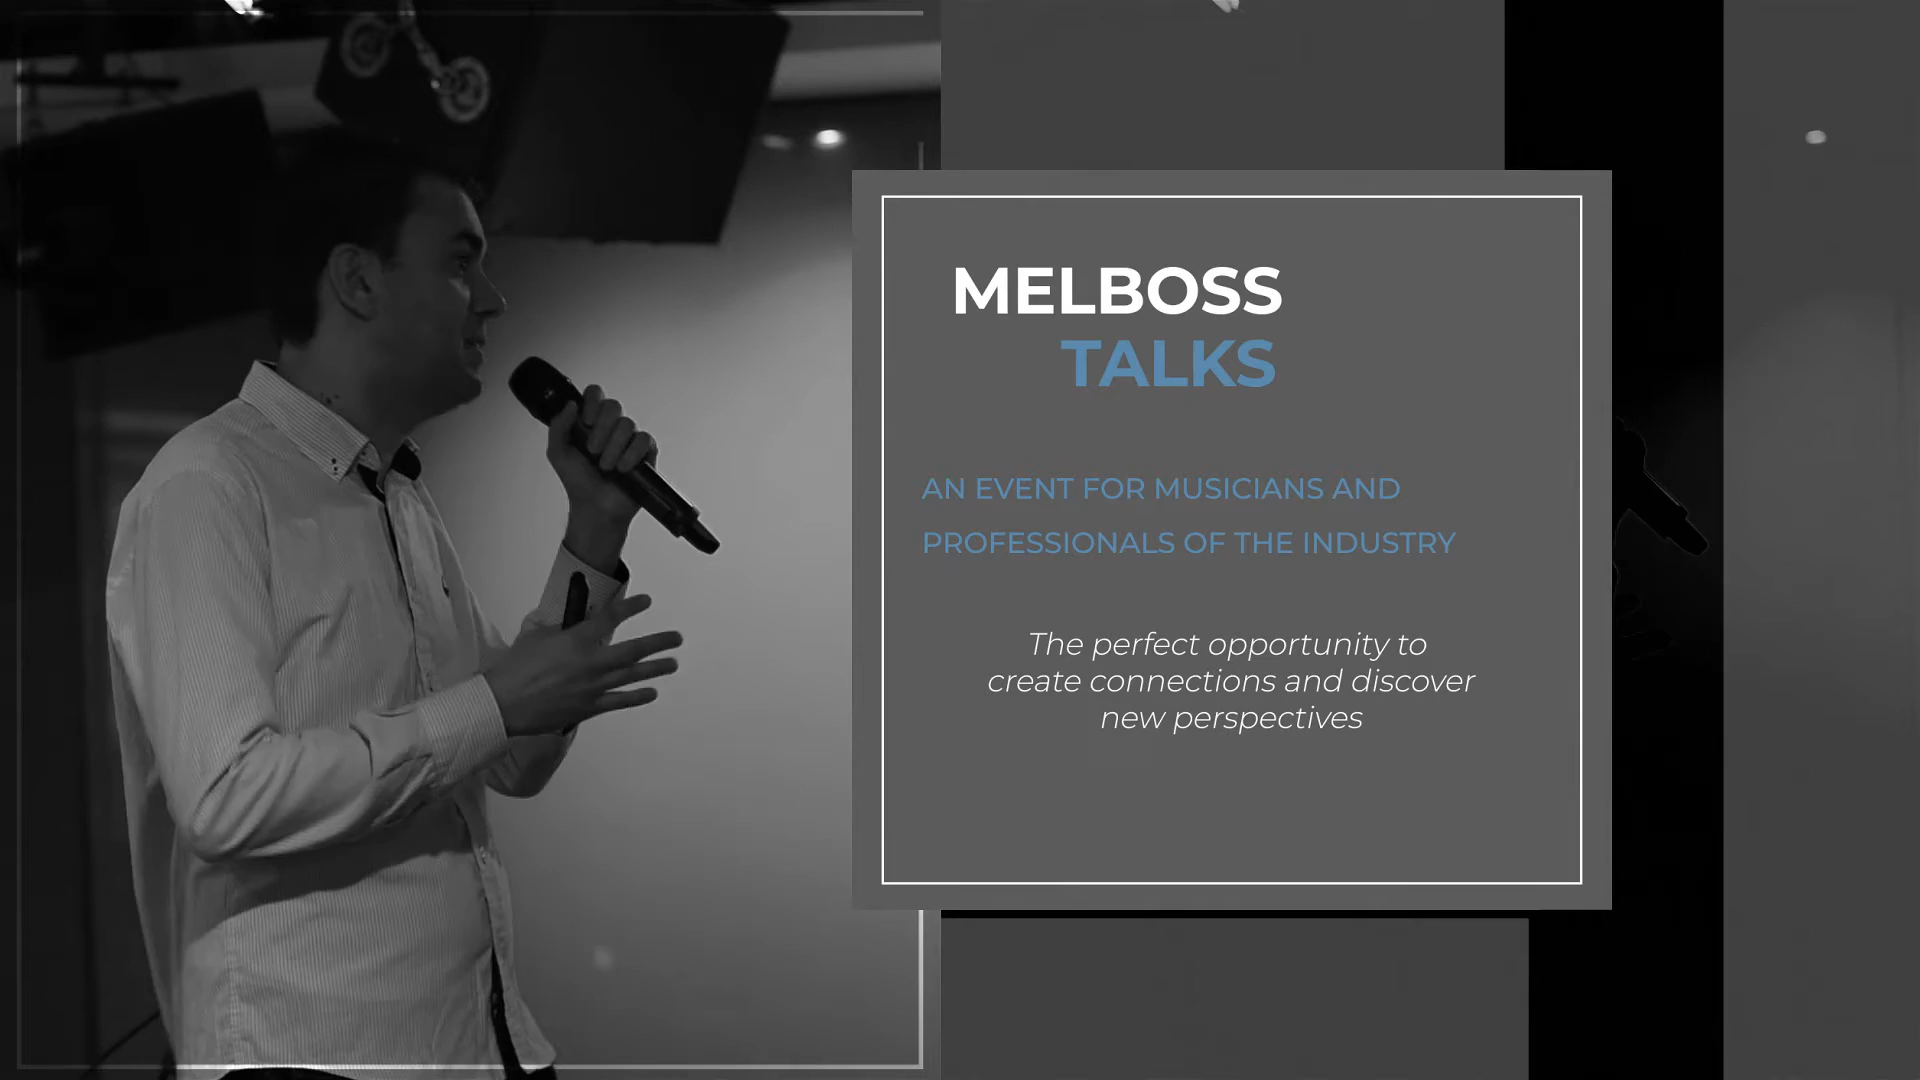 MELBOSS
TALKS
AN EVENT FOR MUSICIANS AND
PROFESSIONALS OF THE INDUSTRY
The perfect opportunity to
create connections and discover
new perspectives